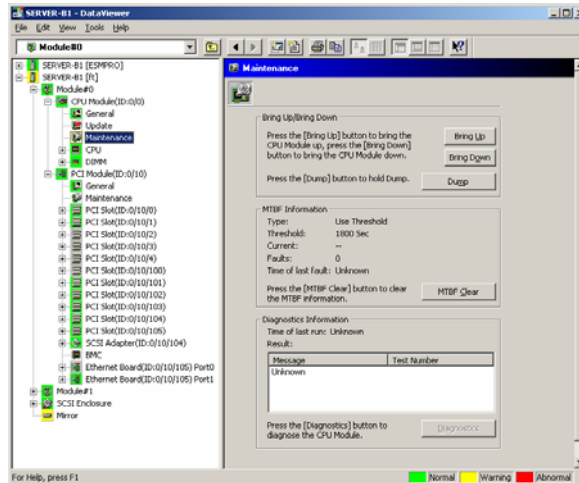 SERVER-B1 - DataViewer
File Edit View Tools Help
Module#0
SERVER-B1 [ESMPRO]
SERVER-B1 [ft]
Module#0
CPU Module(ID:0/0)
General
Update
Maintenance
CPU
DIMM
PCI Module(ID:0/10)
General
Maintenance
PCI Slot(ID:0/10/0)
PCI Slot(ID:0/10/1)
PCI Slot(ID:0/10/2)
PCI Slot(ID:0/10/3)
PCI Slot(ID:0/10/4)
PCI Slot(ID:0/10/100)
PCI Slot(ID:0/10/101)
PCI Slot(ID:0/10/102)
PCI Slot(ID:0/10/103)
PCI Slot(ID:0/10/104)
PCI Slot(ID:0/10/105)
SCSI Adapter(ID:0/10/104)
BMC
Ethernet Board(ID:0/10/105) Port0
Ethernet Board(ID:0/10/105) Port1
Module#1
SCSI Enclosure
Mirror
Maintenance
Bring Up/Bring Down
Press the [Bring Up] button to bring the
CPU Module up, press the [Bring Down]
button to bring the CPU Module down.
Bring Up
Bring Down
Press the [Dump] button to hold Dump.
Dump
MTBF Information
Type: Use Threshold
Threshold: 1800 Sec
Current: --
Faults: 0
Time of last fault: Unknown
Press the [MTBF Clear] button to clear
the MTBF information.
MTBF Clear
Diagnostics Information
Time of last run: Unknown
Result:
Message Test Number
Unknown
Press the [Diagnostics] button to
diagnose the CPU Module.
Diagnostics
For Help, press F1
Normal Warning Abnormal